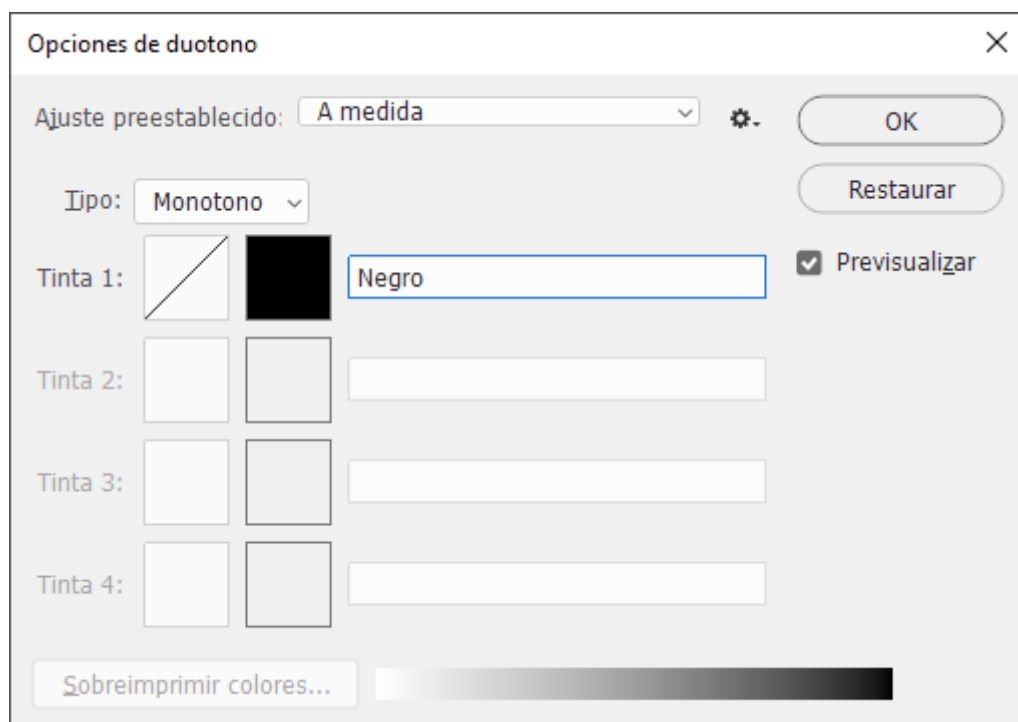 Opciones de duotono
Ajuste preestablecido: A medida
OK
Tipo: Monotono
Restaurar
Tinta 1: Negro
Previsualizar
Tinta 2:
Tinta 3:
Tinta 4:
Sobreimprimir colores...